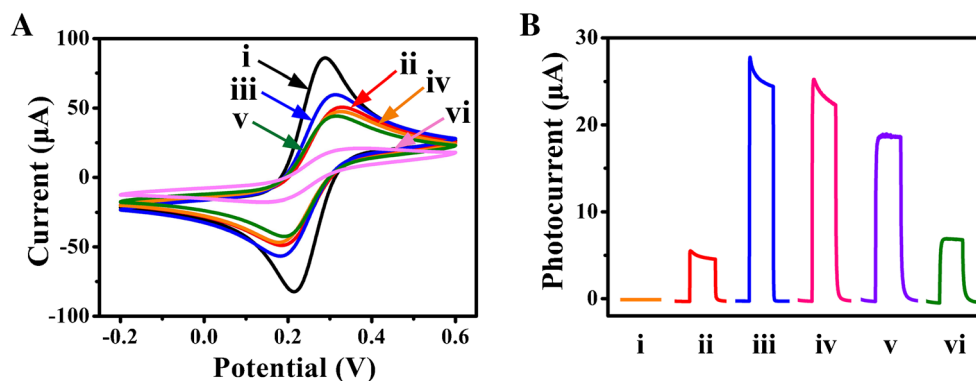 A
B
100
50
0
-50
-100
Current (μA)
-0.2
0.0
0.2
0.4
0.6
Potential (V)
i
ii
iii
iv
v
vi
30
20
10
0
Photocurrent (μA)
i
ii
iii
iv
v
vi